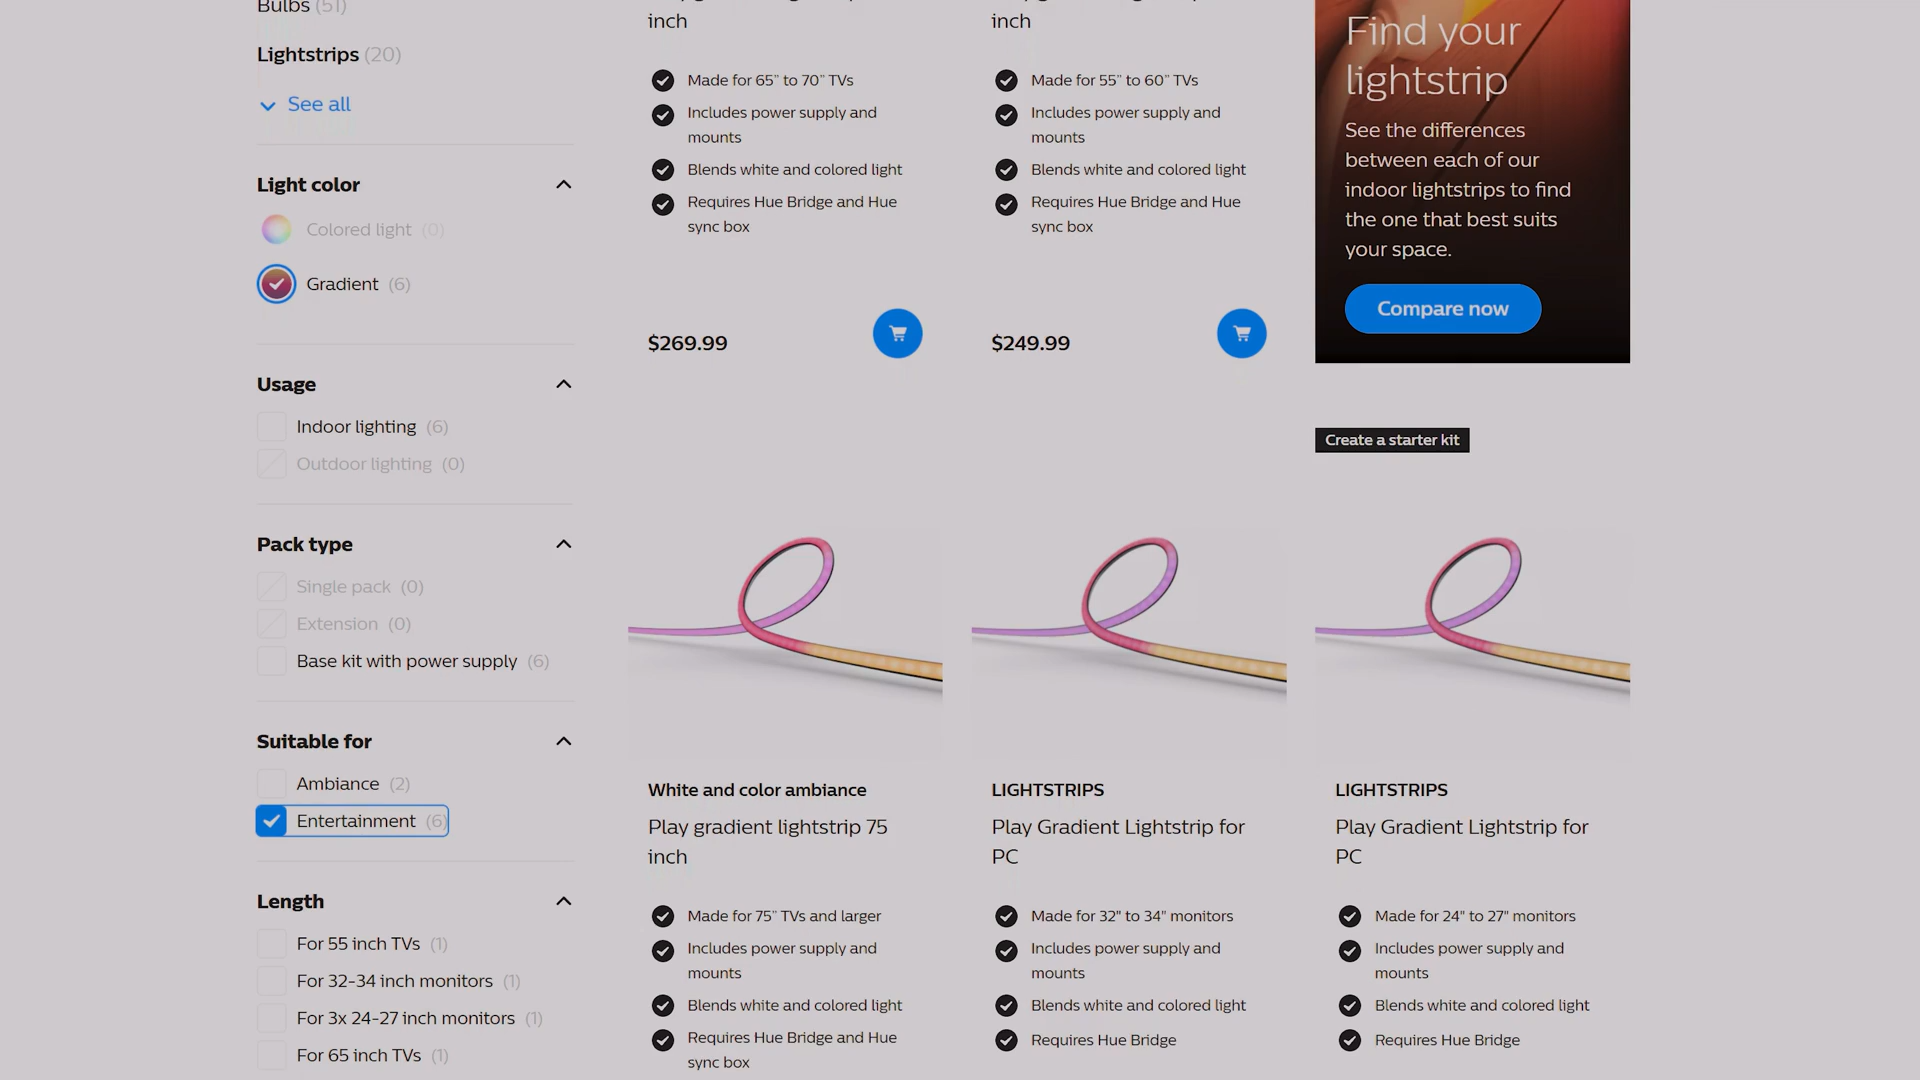 Bulbs (51)
Lightstrips (20)
See all
Light color
Colored light (0)
Gradient (6)
Usage
Indoor lighting (6)
Outdoor lighting (0)
Pack type
Single pack (0)
Extension (0)
Base kit with power supply (6)
Suitable for
Ambiance (2)
Entertainment (6)
Length
For 55 inch TVs (1)
For 32-34 inch monitors (1)
For 3x 24-27 inch monitors (1)
For 65 inch TVs (1)
inch
Made for 65" to 70" TVs
Includes power supply and
mounts
Blends white and colored light
Requires Hue Bridge and Hue
sync box
$269.99
inch
Made for 55" to 60" TVs
Includes power supply and
mounts
Blends white and colored light
Requires Hue Bridge and Hue
sync box
$249.99
Find your
lightstrip
See the differences
between each of our
indoor lightstrips to find
the one that best suits
your space.
Compare now
White and color ambiance
Play gradient lightstrip 75
inch
Made for 75" TVs and larger
Includes power supply and
mounts
Blends white and colored light
Requires Hue Bridge and Hue
sync box
LIGHTSTRIPS
Play Gradient Lightstrip for
PC
Made for 32" to 34" monitors
Includes power supply and
mounts
Blends white and colored light
Requires Hue Bridge
Create a starter kit
LIGHTSTRIPS
Play Gradient Lightstrip for
PC
Made for 24" to 27" monitors
Includes power supply and
mounts
Blends white and colored light
Requires Hue Bridge